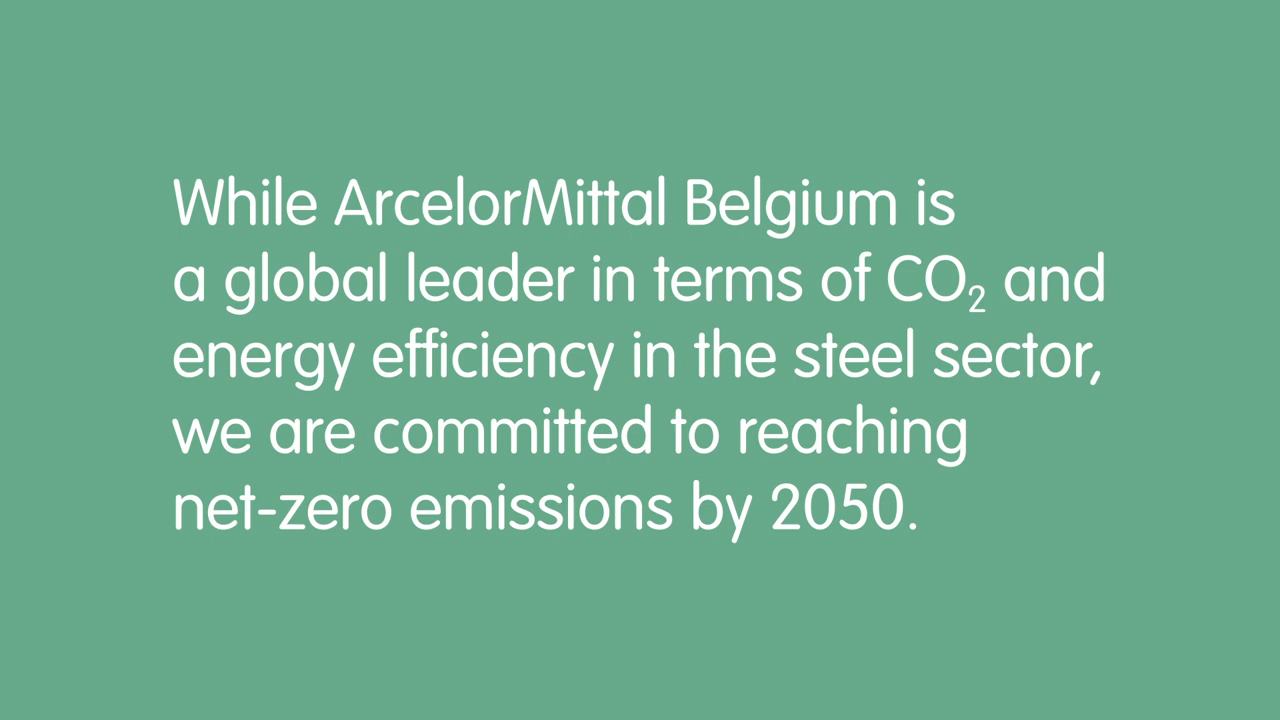 While ArcelorMittal Belgium is
a global leader in terms of CO₂ and
energy efficiency in the steel sector,
we are committed to reaching
net-zero emissions by 2050.